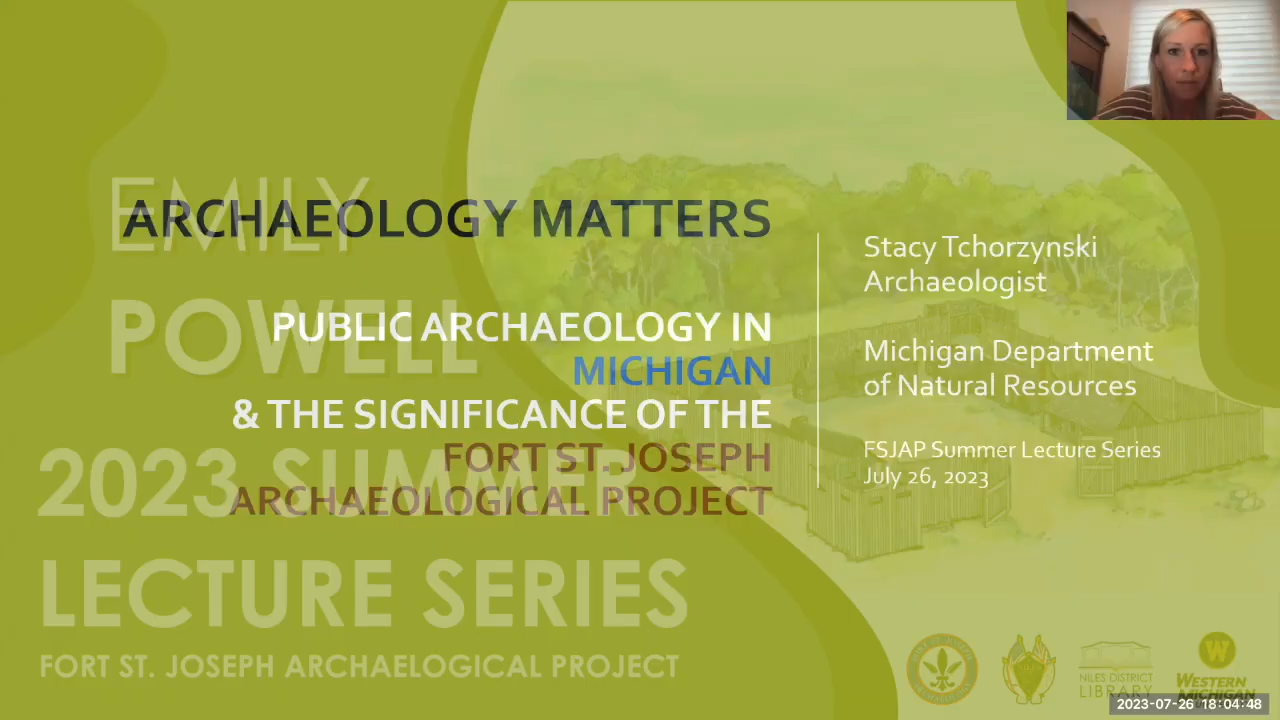 EMILY
POWELL
2023 SUMMER
LECTURE SERIES
FORT ST. JOSEPH ARCHAELOGICAL PROJECT
ARCHAEOLOGY MATTERS
PUBLIC ARCHAEOLOGY IN
MICHIGAN
& THE SIGNIFICANCE OF THE
FORT ST. JOSEPH
ARCHAEOLOGICAL PROJECT
Stacy Tchorzynski
Archaeologist
Michigan Department
of Natural Resources
FSJAP Summer Lecture Series
July 26, 2023
NILES DISTRICT
LIBRARY
W
WESTERN
MICHIGAN
2023-07-26 18:04:48